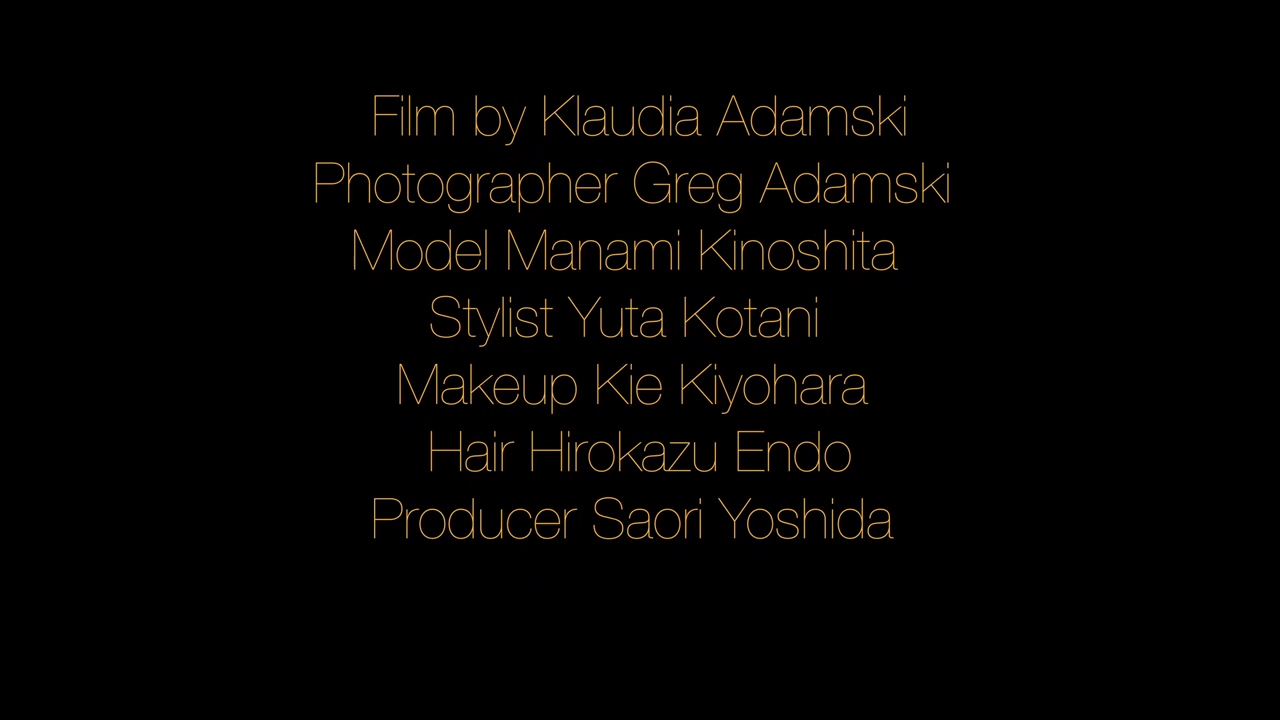 Film by Klaudia Adamski
Photographer Greg Adamski
Model Manami Kinoshita
Stylist Yuta Kotani
Makeup Kie Kiyohara
Hair Hirokazu Endo
Producer Saori Yoshida